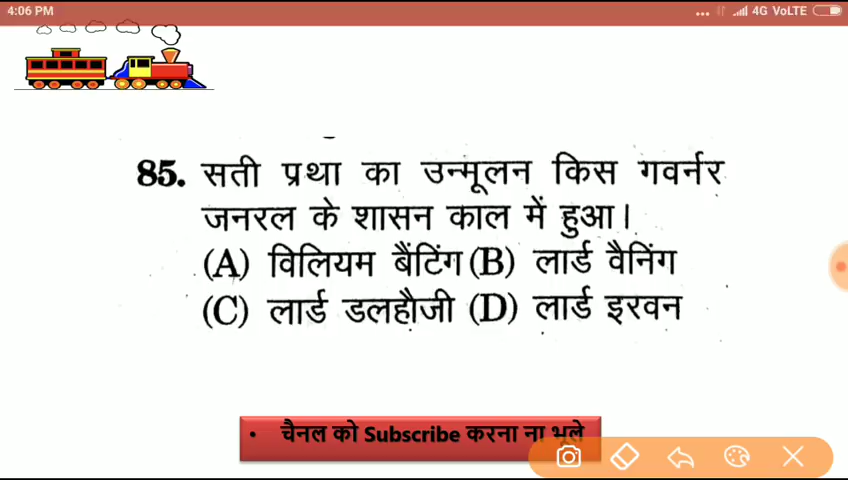 4:06 PM ... 4G VoLTE
85. सती प्रथा का उन्मूलन किस गवर्नर
जनरल के शासन काल में हुआ।
(A) विलियम बैंटिंग (B) लार्ड वैनिंग
(C) लार्ड डलहौजी (D) लार्ड इरवन
• चैनल को Subscribe करना ना भूले